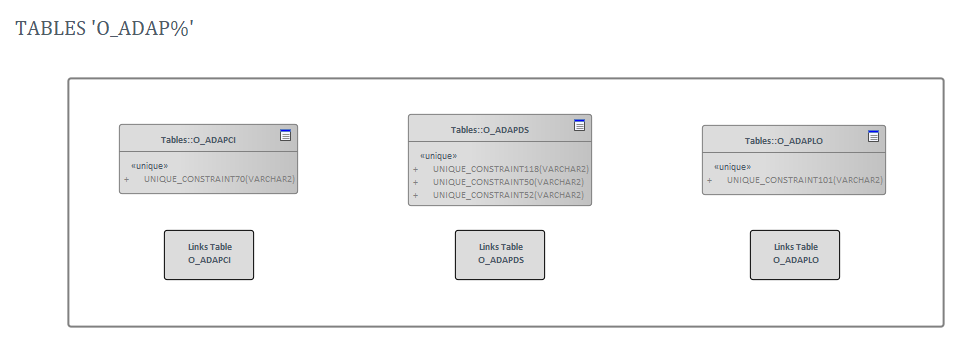 TABLES 'O_ADAP%'
Tables::O_ADAPCI
«unique»
+ UNIQUE_CONSTRAINT70(VARCHAR2)
Tables::O_ADAPDS
«unique»
+ UNIQUE_CONSTRAINT118(VARCHAR2)
+ UNIQUE_CONSTRAINT50(VARCHAR2)
+ UNIQUE_CONSTRAINT52(VARCHAR2)
Tables::O_ADAPLO
«unique»
+ UNIQUE_CONSTRAINT101(VARCHAR2)
Links Table
O_ADAPCI
Links Table
O_ADAPDS
Links Table
O_ADAPLO